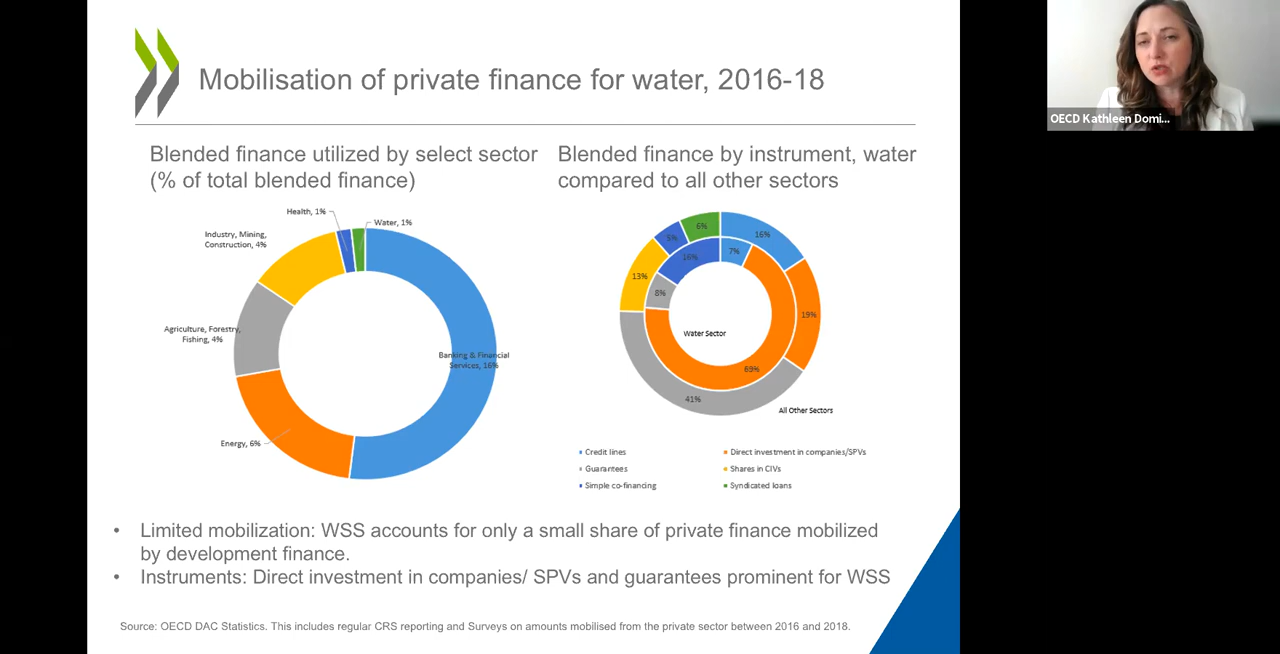 Mobilisation of private finance for water, 2016-18
OECD Kathleen Domi...
Blended finance utilized by select sector
(% of total blended finance)
Blended finance by instrument, water
compared to all other sectors
Health, 1%
Water, 1%
Industry, Mining,
Construction, 4%
Agriculture, Forestry,
Fishing, 4%
Banking & Financial
Services, 16%
Energy, 6%
6%
16%
5%
16%
7%
13%
8%
19%
Water Sector
69%
41%
All Other Sectors
Credit lines
Direct investment in companies/SPVs
Guarantees
Shares in CIVs
Simple co-financing
Syndicated loans
• Limited mobilization: WSS accounts for only a small share of private finance mobilized
by development finance.
• Instruments: Direct investment in companies/ SPVs and guarantees prominent for WSS
Source: OECD DAC Statistics. This includes regular CRS reporting and Surveys on amounts mobilised from the private sector between 2016 and 2018.